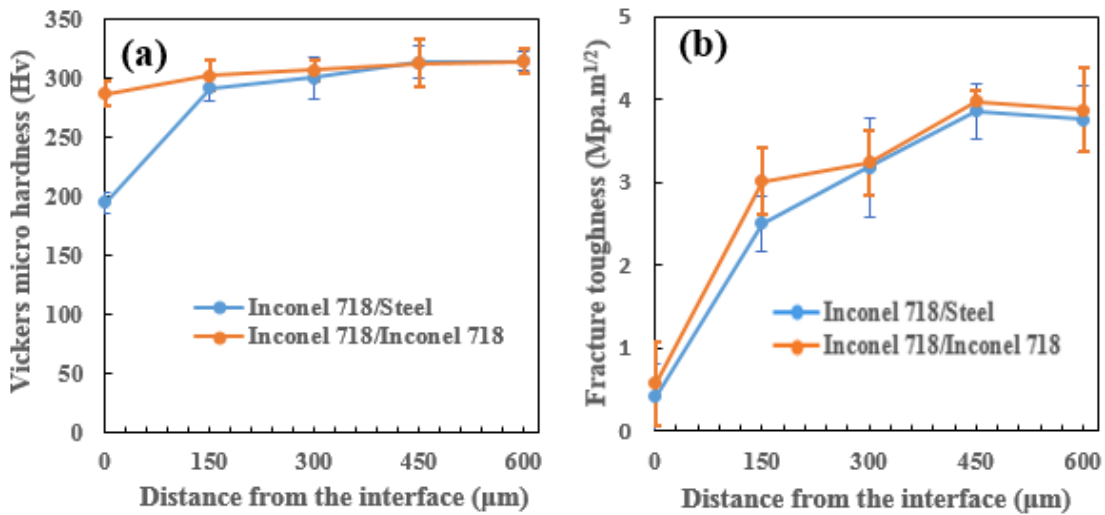 (a)
Vickers micro hardness (Hv)
350
300
250
200
150
100
50
0
Inconel 718/Steel
Inconel 718/Inconel 718
0 150 300 450 600
Distance from the interface (μm)
(b)
Fracture toughness (Mpa.m^{1/2})
5
4
3
2
1
0
Inconel 718/Steel
Inconel 718/Inconel 718
0 150 300 450 600
Distance from the interface (μm)